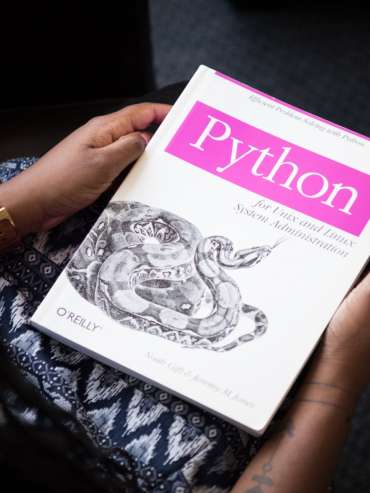 Efficient Problem-Solving with Python
Python
for Unix and Linux
System Administration
O'REILLY®
Noah Gift & Jeremy M. Jones